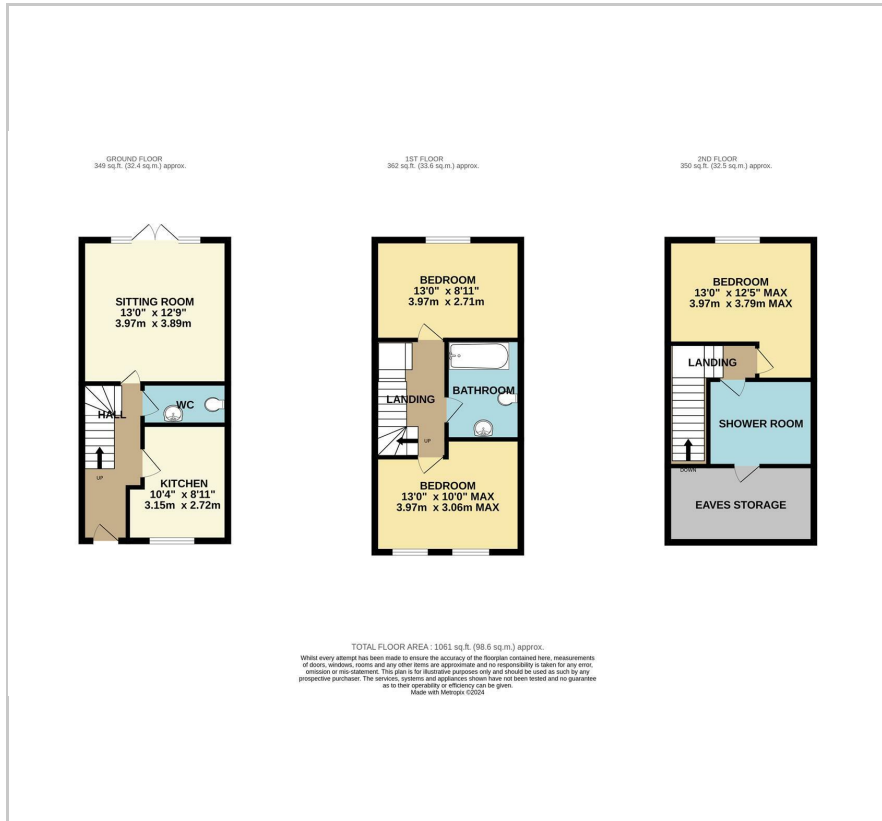 GROUND FLOOR
349 sq.ft. (32.4 sq.m.) approx.
SITTING ROOM
13'0" x 12'9"
3.97m x 3.89m
HALL
WC
UP
KITCHEN
10'4" x 8'11"
3.15m x 2.72m
1ST FLOOR
362 sq.ft. (33.6 sq.m.) approx.
BEDROOM
13'0" x 8'11"
3.97m x 2.71m
BATHROOM
LANDING
UP
BEDROOM
13'0" x 10'0" MAX
3.97m x 3.06m MAX
2ND FLOOR
350 sq.ft. (32.5 sq.m.) approx.
BEDROOM
13'0" x 12'5" MAX
3.97m x 3.79m MAX
LANDING
SHOWER ROOM
DOWN
EAVES STORAGE
TOTAL FLOOR AREA : 1061 sq.ft. (98.6 sq.m.) approx.
Whilst every attempt has been made to ensure the accuracy of the floorplan contained here, measurements
of doors, windows, rooms and any other items are approximate and no responsibility is taken for any error,
omission or mis-statement. This plan is for illustrative purposes only and should be used as such by any
prospective purchaser. The services, systems and appliances shown have not been tested and no guarantee
as to their operability or efficiency can be given.
Made with Metropix ©2024